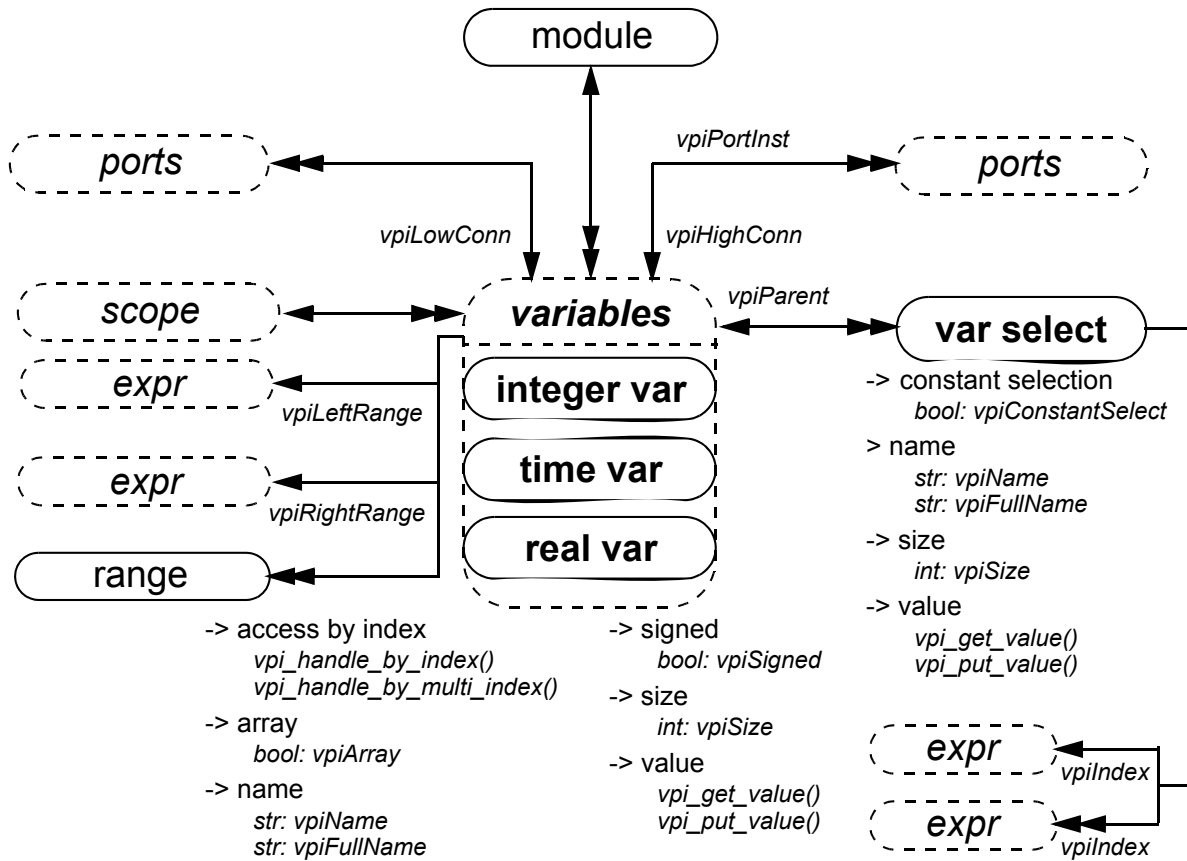 module
ports
vpiPortInst
ports
vpiLowConn
vpiHighConn
scope
variables
vpiParent
var select
expr
vpiLeftRange
integer var
-> constant selection
bool: vpiConstantSelect
> name
str: vpiName
str: vpiFullName
expr
vpiRightRange
time var
-> size
int: vpiSize
range
real var
-> value
vpi_get_value()
vpi_put_value()
-> access by index
vpi_handle_by_index()
vpi_handle_by_multi_index()
-> array
bool: vpiArray
-> name
str: vpiName
str: vpiFullName
-> signed
bool: vpiSigned
-> size
int: vpiSize
-> value
vpi_get_value()
vpi_put_value()
expr
vpiIndex
expr
vpiIndex